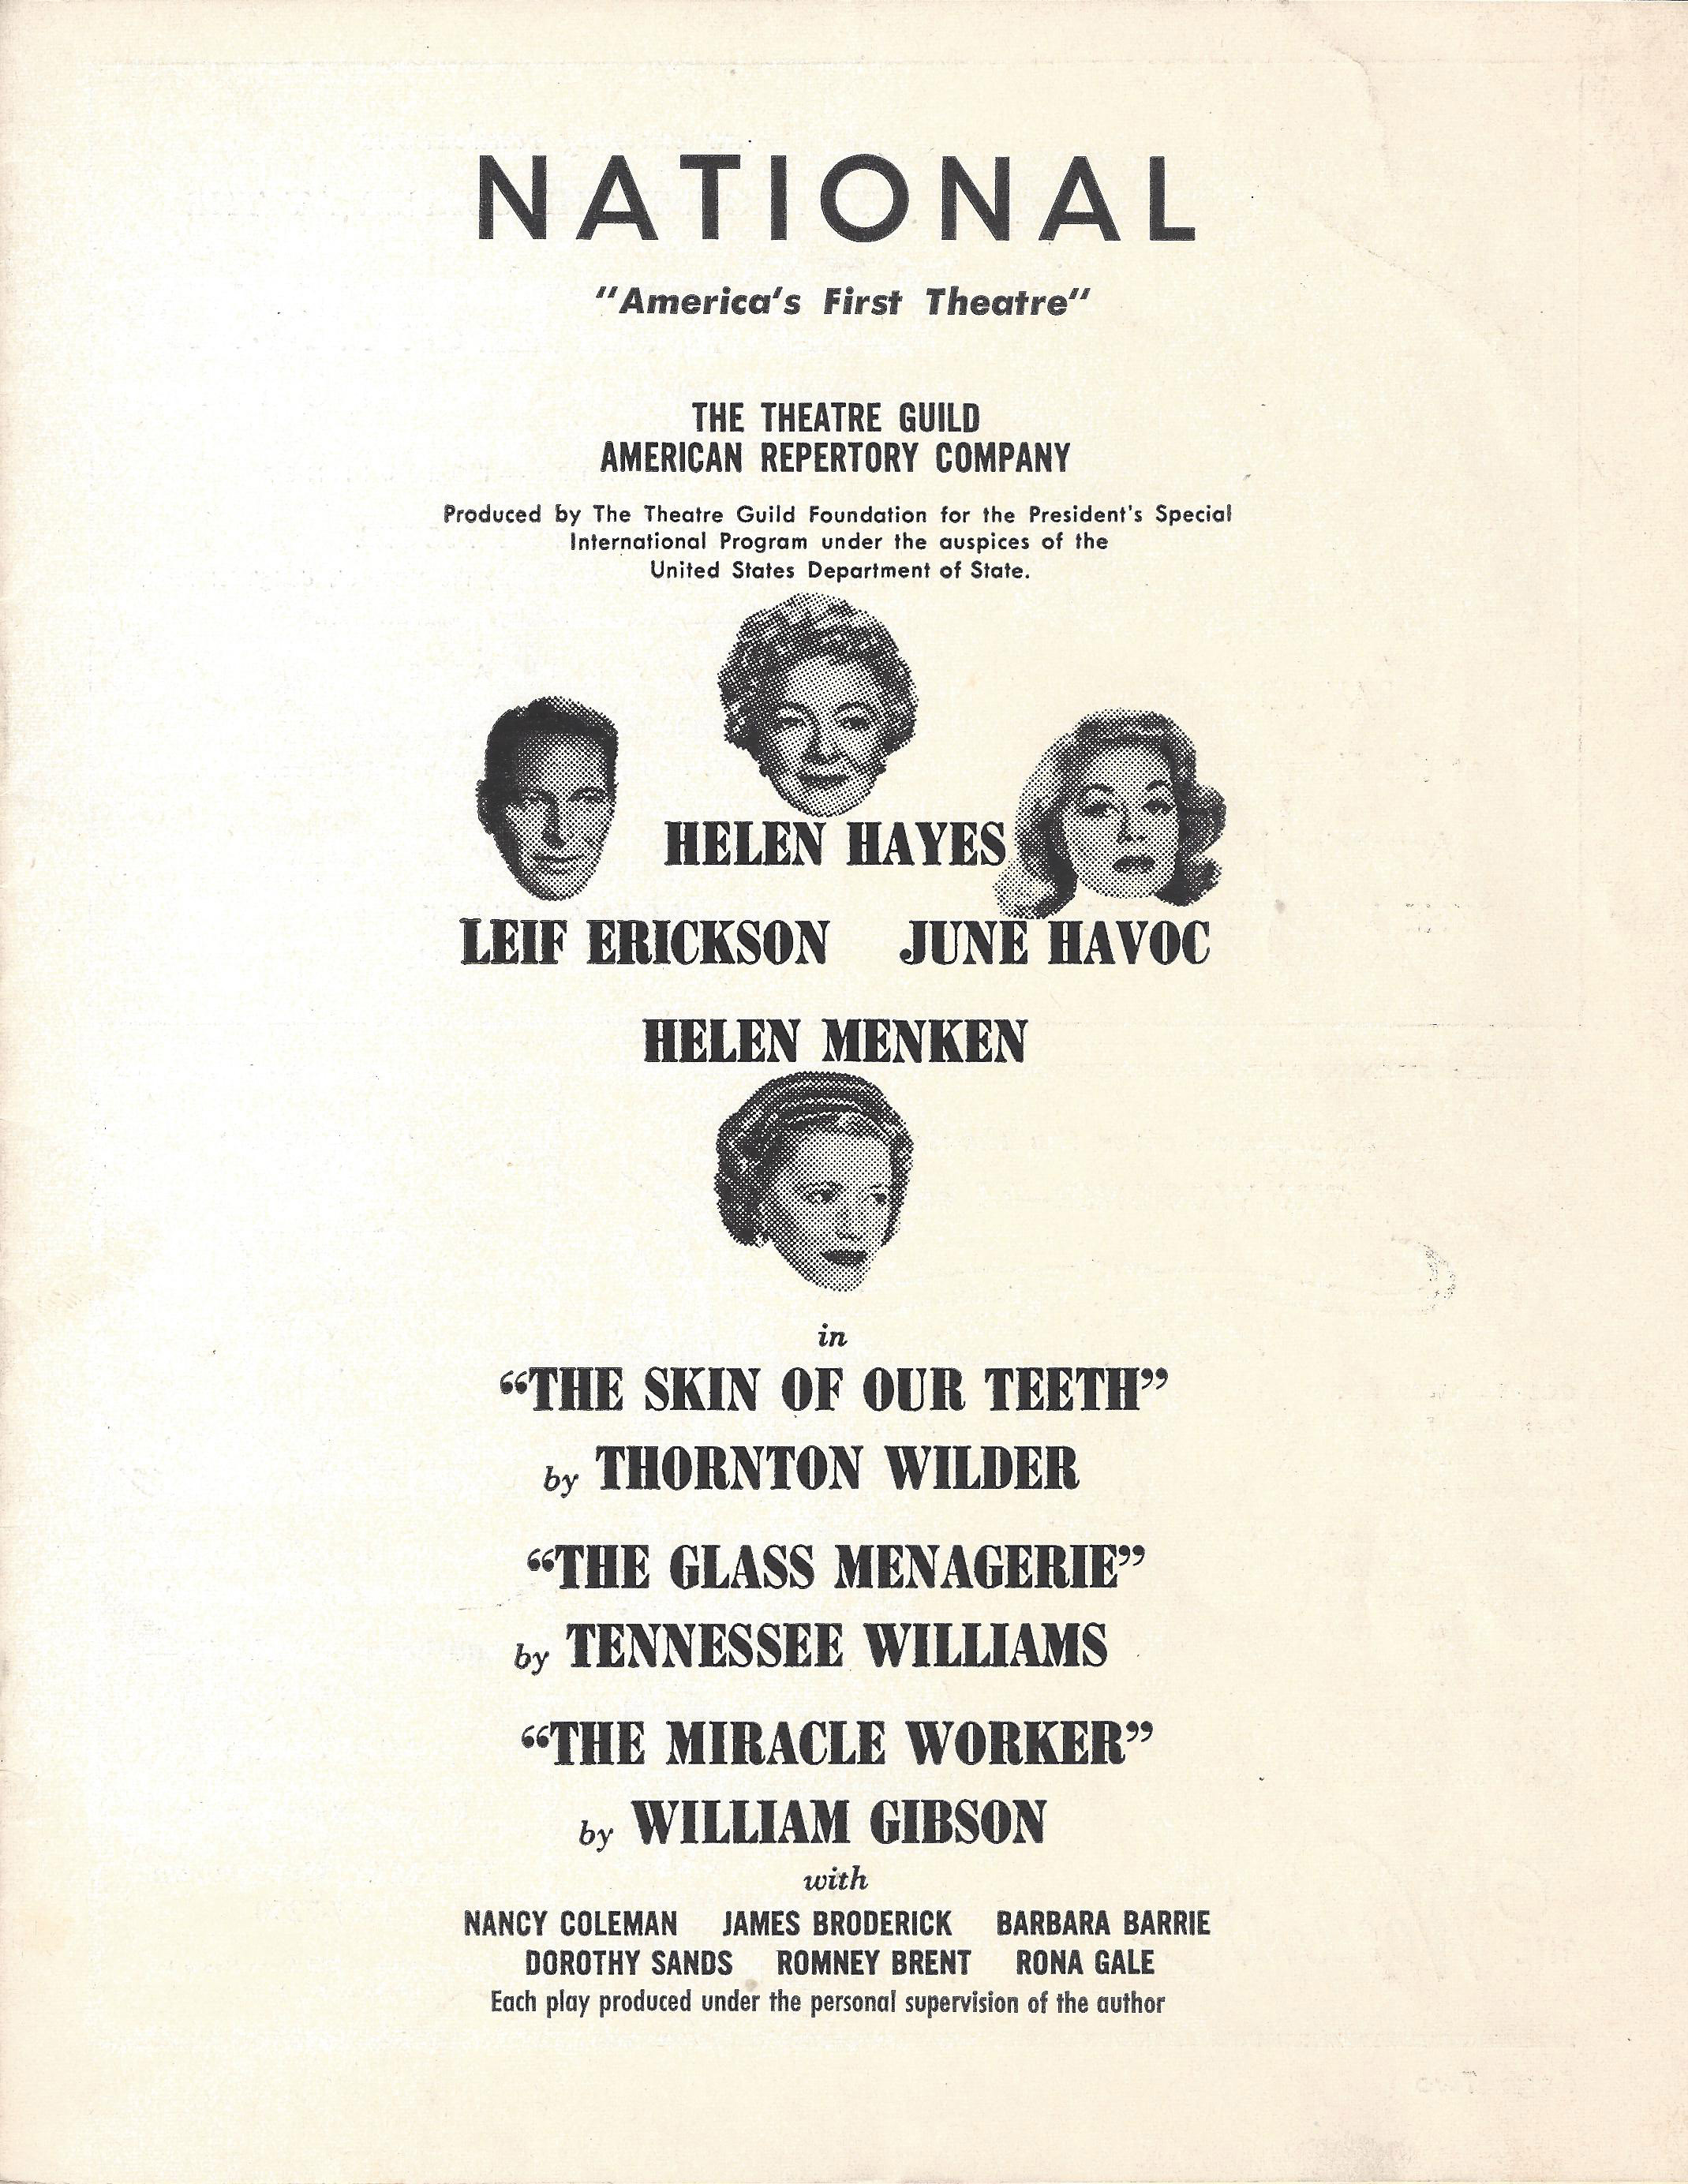 NATIONAL
"America's First Theatre"
THE THEATRE GUILD
AMERICAN REPERTORY COMPANY
Produced by The Theatre Guild Foundation for the President's Special
International Program under the auspices of the
United States Department of State.
HELEN HAYES
LEIF ERICKSON JUNE HAVOC
HELEN MENKEN
in
“THE SKIN OF OUR TEETH”
by THORNTON WILDER
“THE GLASS MENAGERIE”
by TENNESSEE WILLIAMS
“THE MIRACLE WORKER”
by WILLIAM GIBSON
with
NANCY COLEMAN JAMES BRODERICK BARBARA BARRIE
DOROTHY SANDS ROMNEY BRENT RONA GALE
Each play produced under the personal supervision of the author